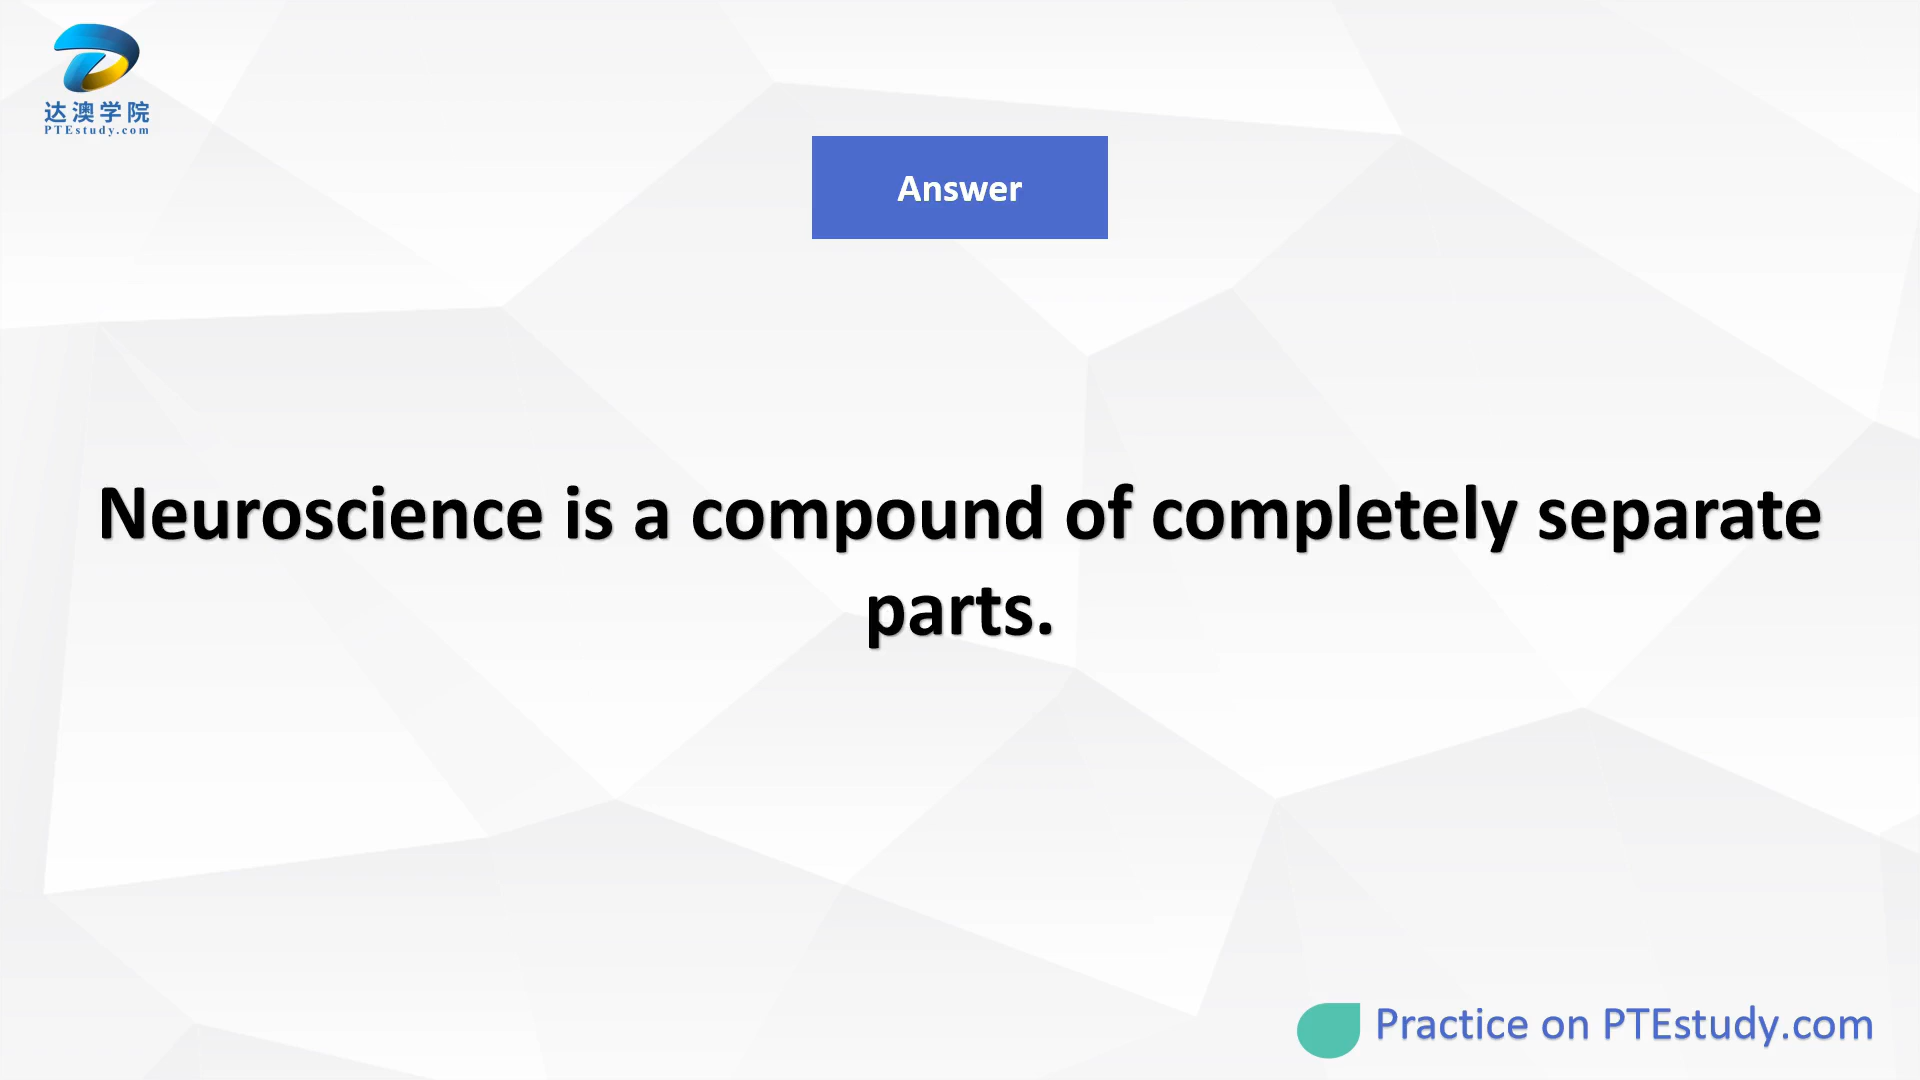 达澳学院
PTEstudy.com
Answer
Neuroscience is a compound of completely separate
parts.
Practice on PTEstudy.com